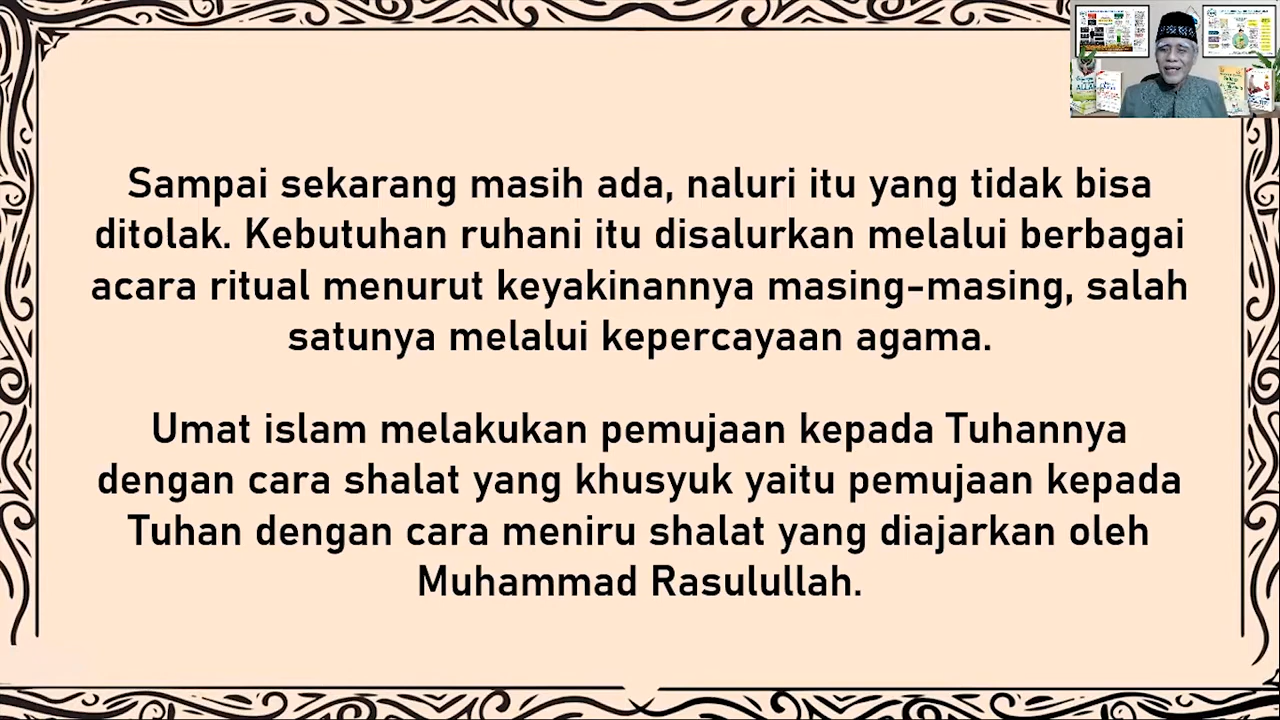 Sampai sekarang masih ada, naluri itu yang tidak bisa
ditolak. Kebutuhan ruhani itu disalurkan melalui berbagai
acara ritual menurut keyakinannya masing-masing, salah
satunya melalui kepercayaan agama.
Umat islam melakukan pemujaan kepada Tuhannya
dengan cara shalat yang khusyuk yaitu pemujaan kepada
Tuhan dengan cara meniru shalat yang diajarkan oleh
Muhammad Rasulullah.